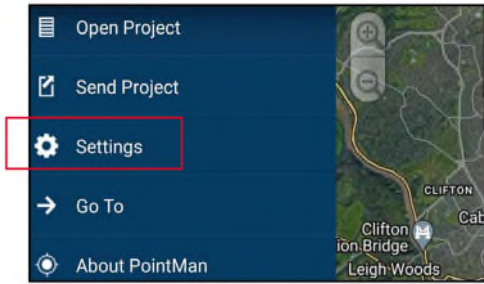 Open Project
Send Project
Settings
Go To
About PointMan
CLIFTON
Clifton
ion Bridge
Leigh Woods
Cab